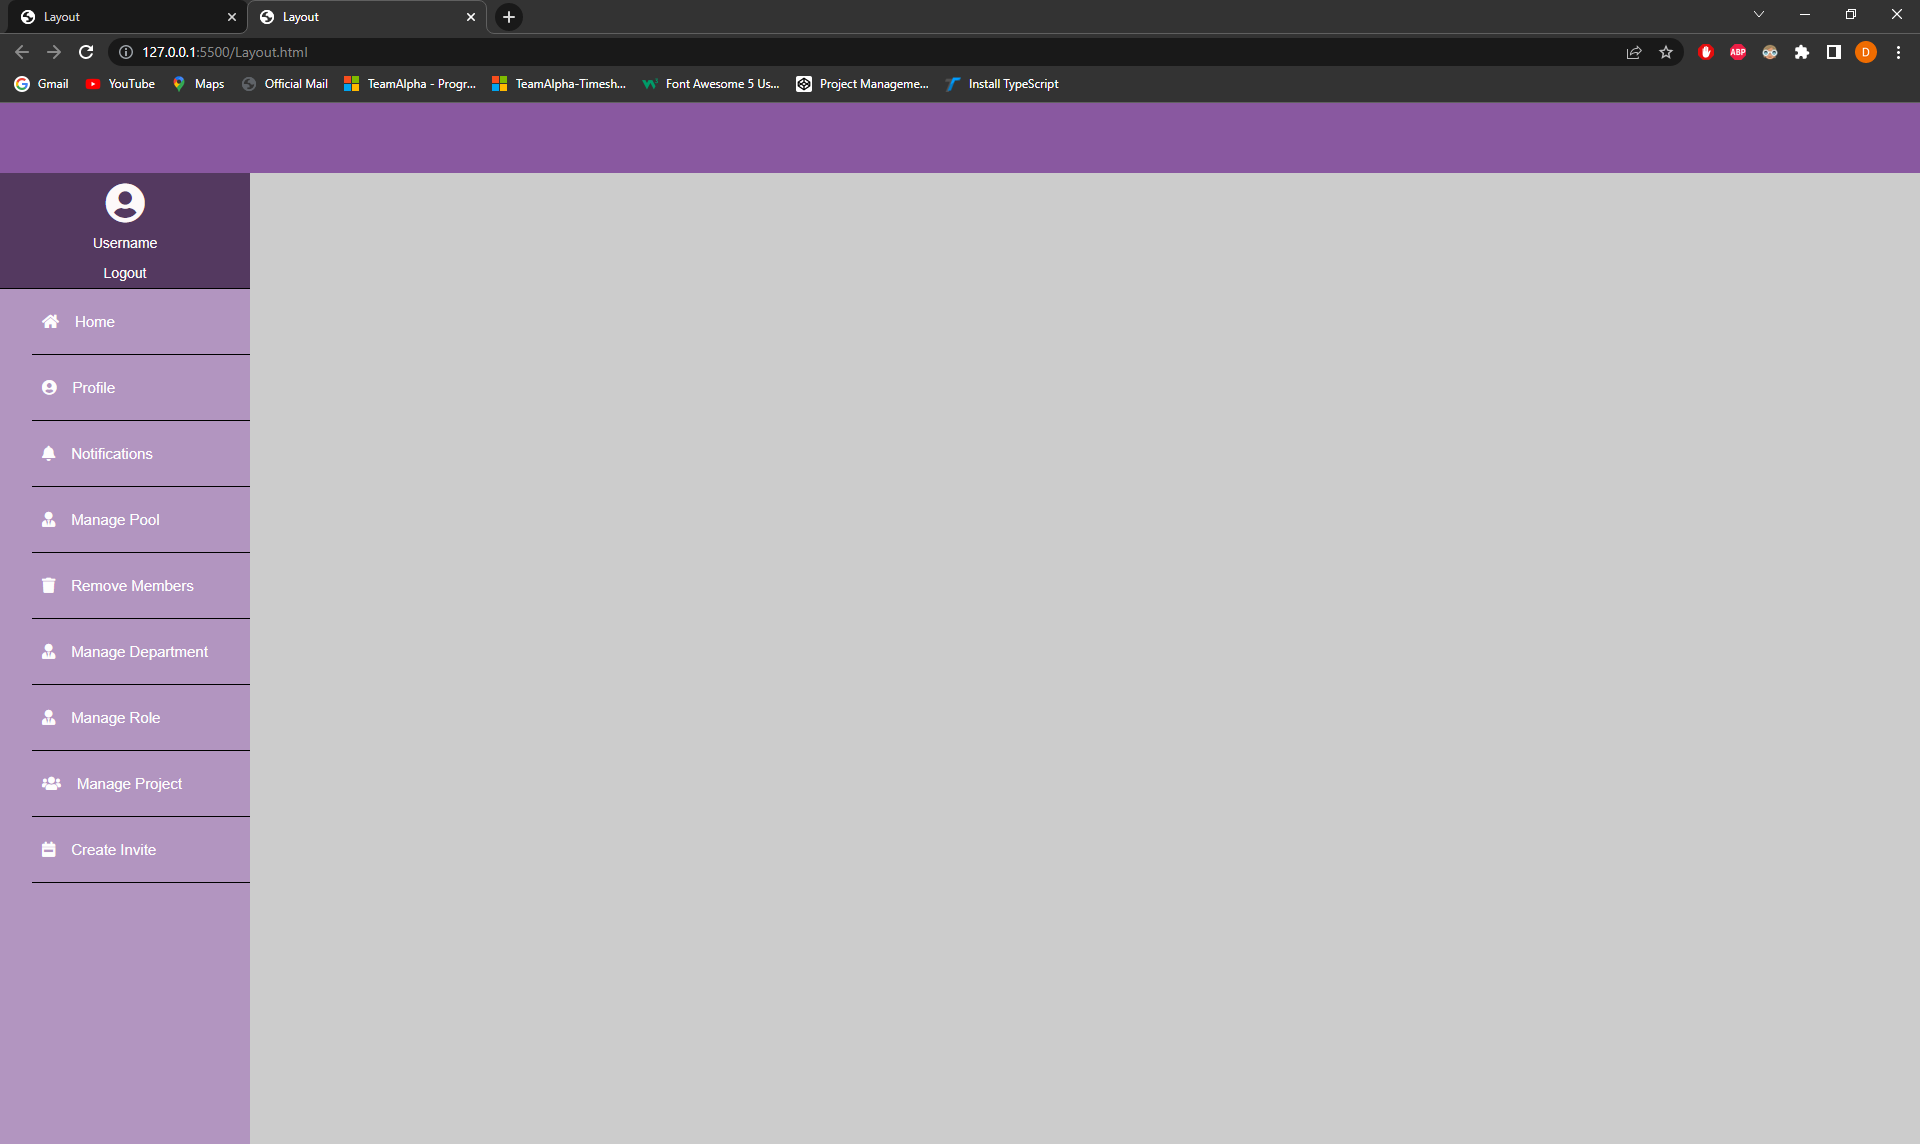 Layout Layout
127.0.0.1:5500/Layout.html ABP D
Gmail YouTube Maps Official Mail TeamAlpha - Progr... TeamAlpha-Timesh... Font Awesome 5 Us... Project Manageme... Install TypeScript
Username
Logout
Home
Profile
Notifications
Manage Pool
Remove Members
Manage Department
Manage Role
Manage Project
Create Invite